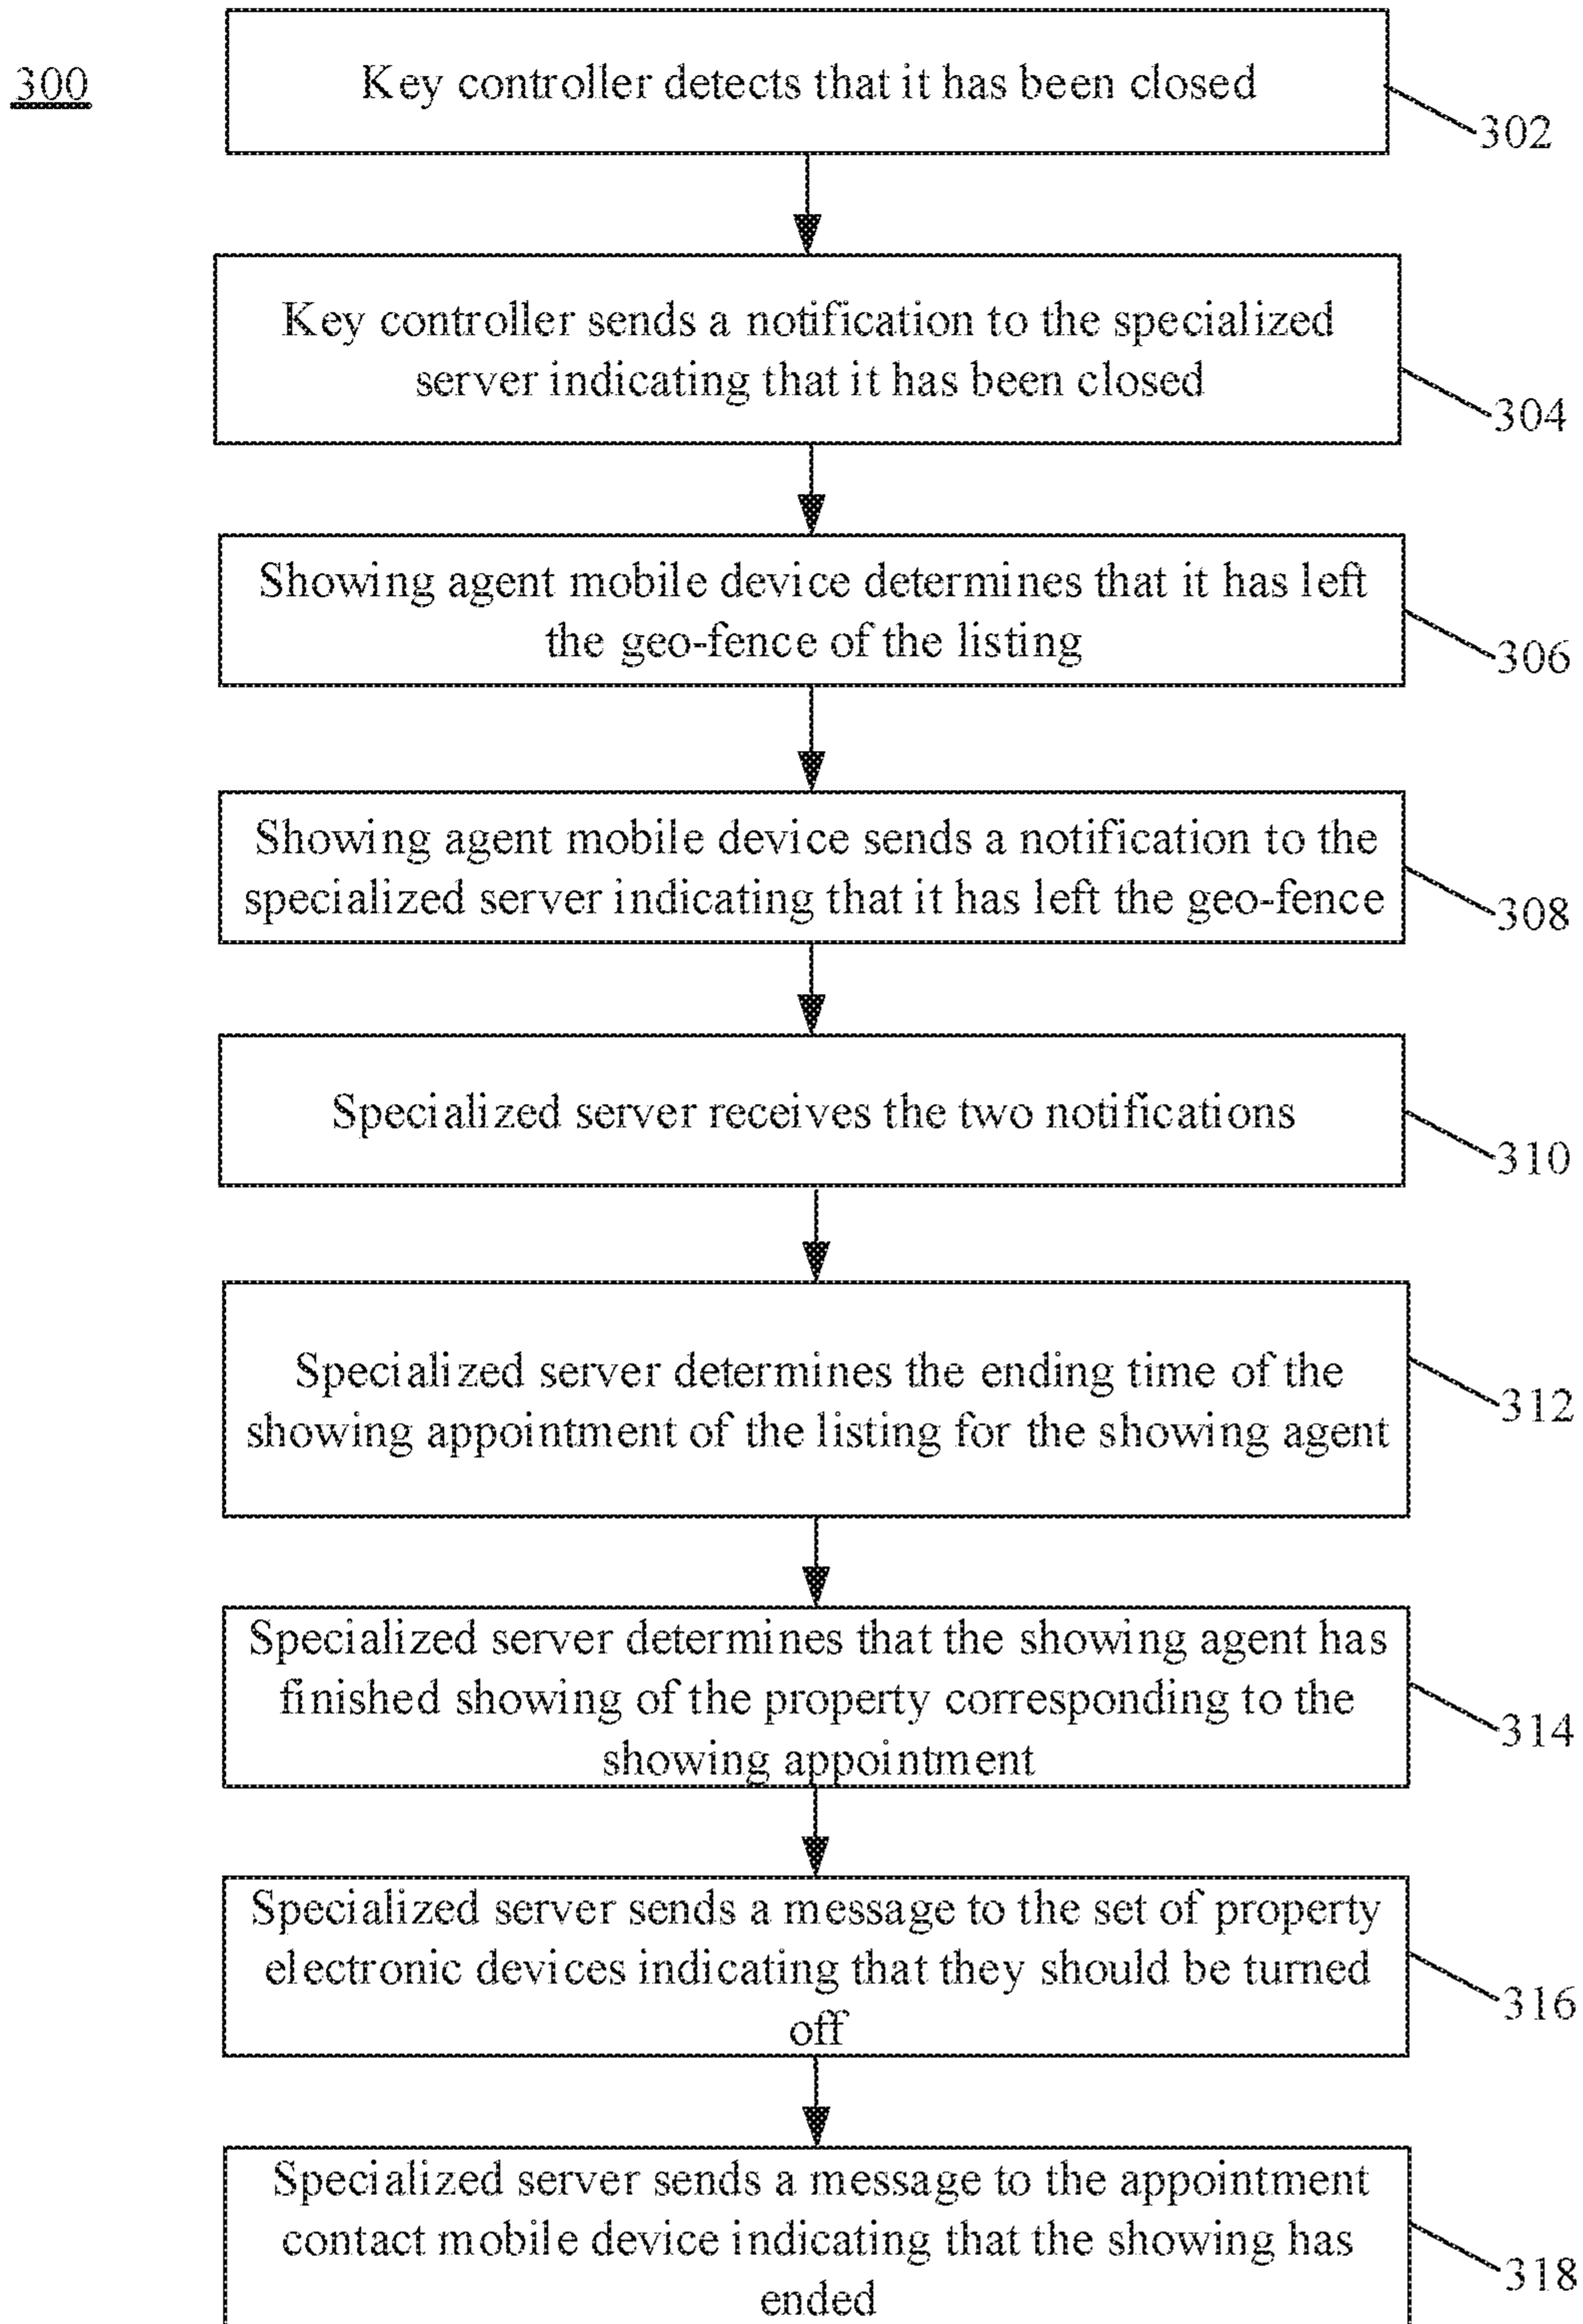 300
Key controller detects that it has been closed
302
Key controller sends a notification to the specialized
server indicating that it has been closed
304
Showing agent mobile device determines that it has left
the geo-fence of the listing
306
Showing agent mobile device sends a notification to the
specialized server indicating that it has left the geo-fence
308
Specialized server receives the two notifications
310
Specialized server determines the ending time of the
showing appointment of the listing for the showing agent
312
Specialized server determines that the showing agent has
finished showing of the property corresponding to the
showing appointment
314
Specialized server sends a message to the set of property
electronic devices indicating that they should be turned
off
316
Specialized server sends a message to the appointment
contact mobile device indicating that the showing has
ended
318